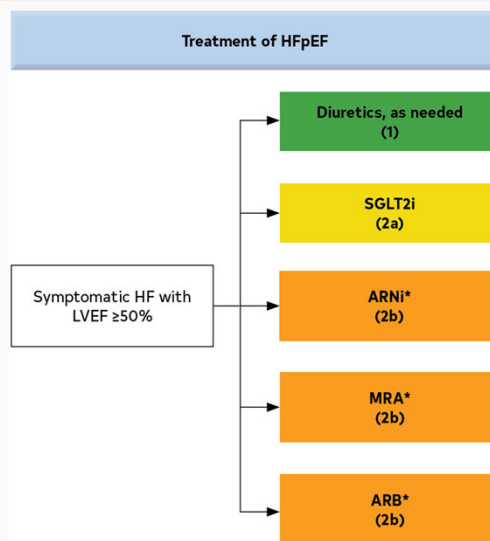 Treatment of HFpEF
Diuretics, as needed
(1)
SGLT2i
(2a)
Symptomatic HF with
LVEF ≥50%
ARNi*
(2b)
MRA*
(2b)
ARB*
(2b)